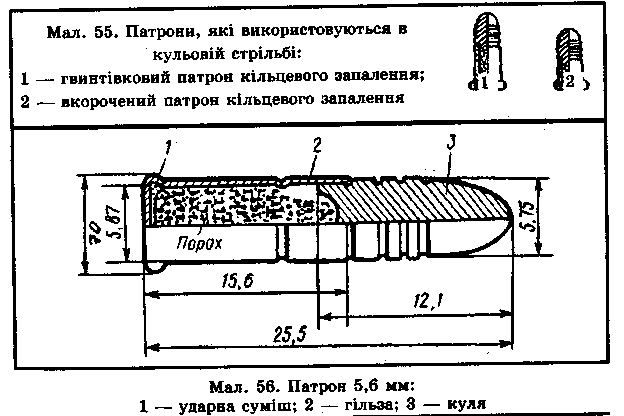 Мал. 55. Патрони, які використовуються в
кульовій стрільбі:
1 — гвинтівковий патрон кільцевого запалення;
2 — вкорочений патрон кільцевого запалення
1
2
1
2
3
70
5,87
Порох
5,75
15,6
12,1
25,5
Мал. 56. Патрон 5,6 мм:
1 — ударна суміш; 2 — гільза; 3 — куля